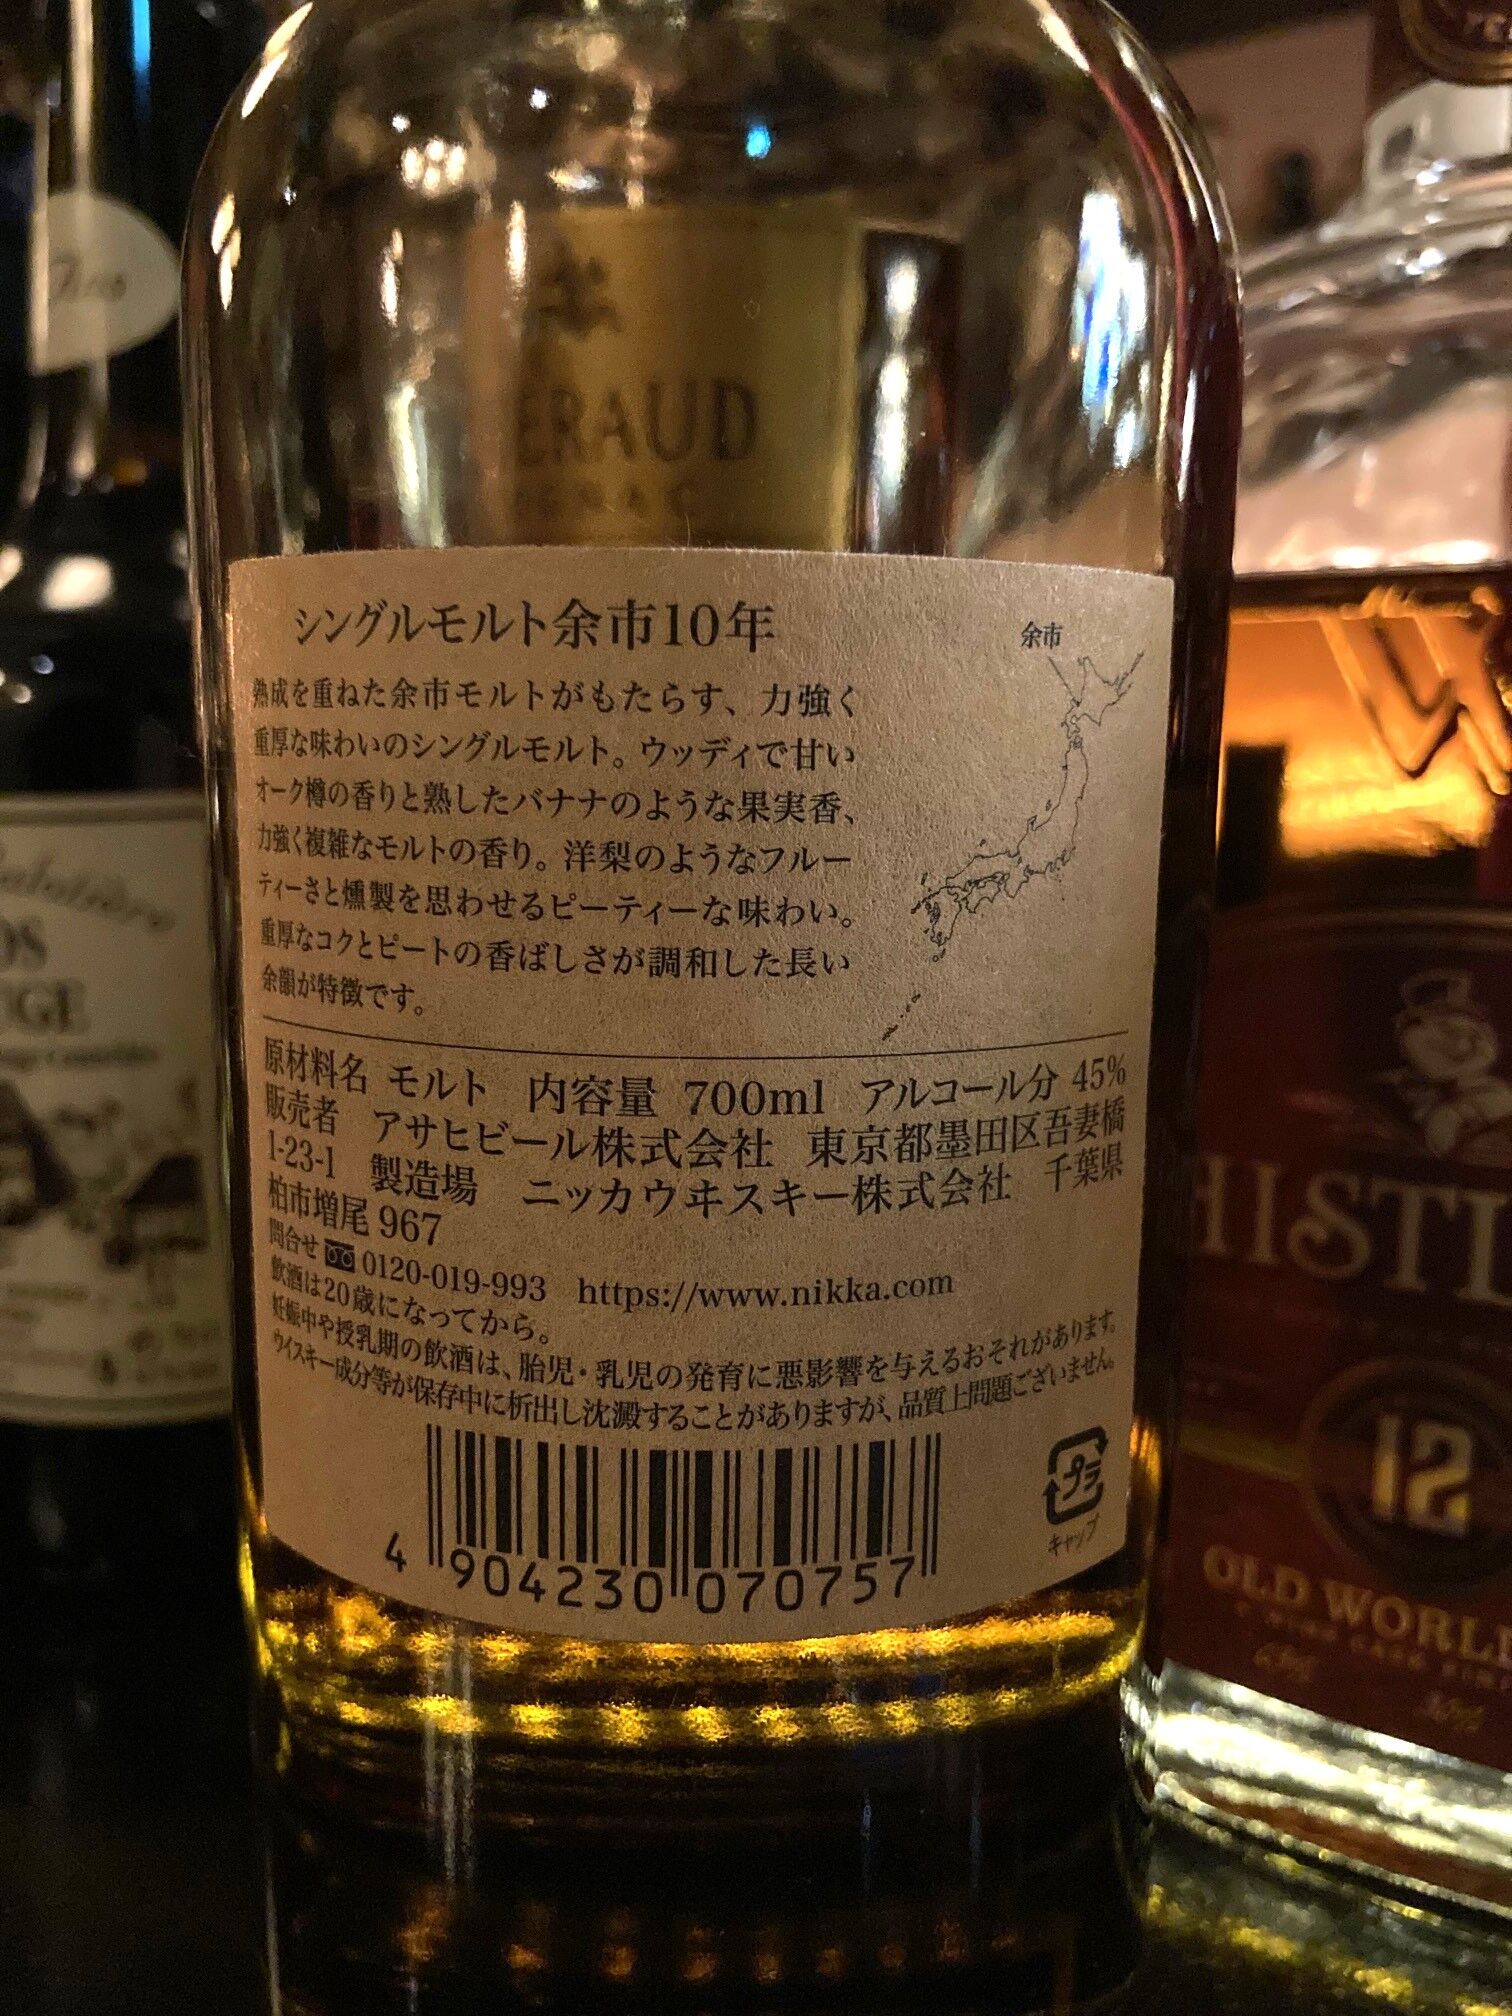 ERAUD
シングルモルト余市10年
余市
熟成を重ねた余市モルトがもたらす、力強く
重厚な味わいのシングルモルト。ウッディで甘い
オーク樽の香りと熟したバナナのような果実香、
力強く複雑なモルトの香り。洋梨のようなフルー
ティーさと燻製を思わせるピーティーな味わい。
重厚なコクとピートの香ばしさが調和した長い
余韻が特徴です。
原材料名 モルト 内容量 700ml アルコール分 45%
販売者 アサヒビール株式会社 東京都墨田区吾妻橋
1-23-1 製造場 ニッカウヰスキー株式会社 千葉県
柏市増尾 967
問合せ 0120-019-993 https://www.nikka.com
飲酒は20歳になってから。
妊娠中や授乳期の飲酒は、胎児・乳児の発育に悪影響を与えるおそれがあります。
ウイスキー成分等が保存中に析出し沈澱することがありますが、品質上問題ございません。
4 904230 070757
プラ
キャップ
OS
UGE
HISTL
12
OLD WORL